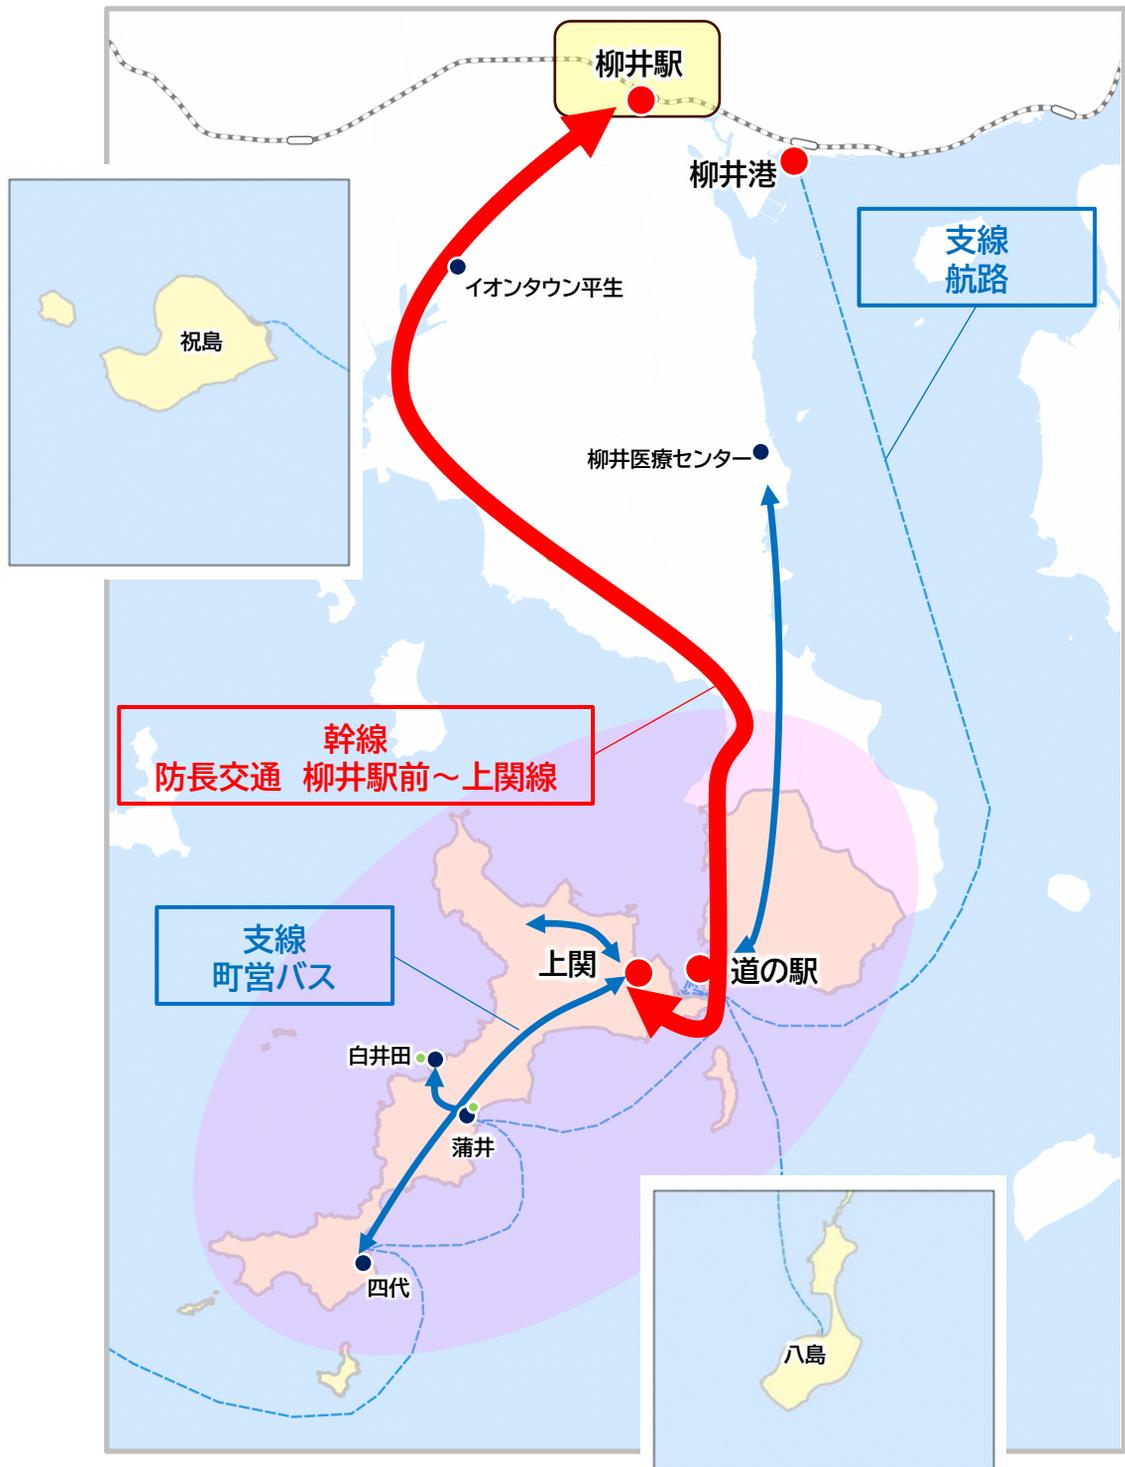 柳井駅
柳井港
支線
航路
イオンタウン平生
祝島
柳井医療センター
幹線
防長交通 柳井駅前～上関線
支線
町営バス
上関
道の駅
白井田
蒲井
四代
八島